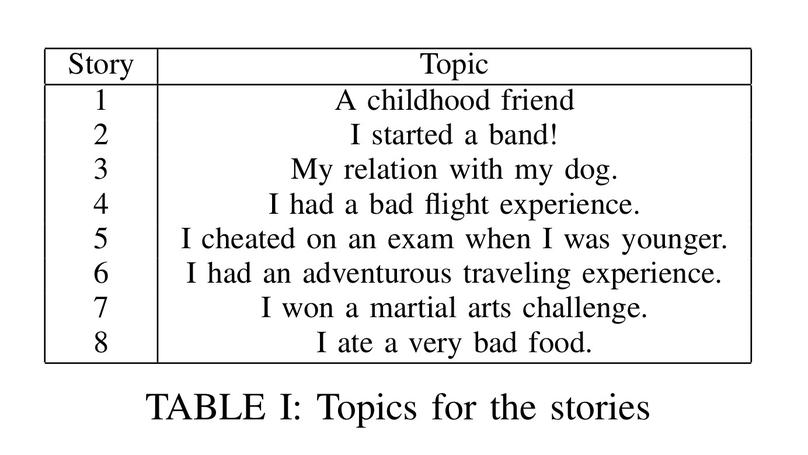 Story Topic
1 A childhood friend
2 I started a band!
3 My relation with my dog.
4 I had a bad flight experience.
5 I cheated on an exam when I was younger.
6 I had an adventurous traveling experience.
7 I won a martial arts challenge.
8 I ate a very bad food.
TABLE I: Topics for the stories